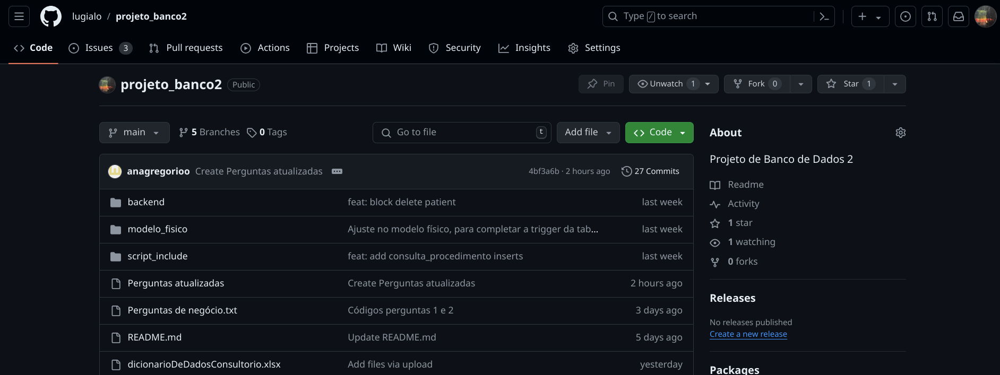 lugialo / projeto_banco2
Type / to search
Code
Issues 3
Pull requests
Actions
Projects
Wiki
Security
Insights
Settings
projeto_banco2 Public
Pin
Unwatch 1
Fork 0
Star 1
main
5 Branches
0 Tags
Go to file t
Add file
Code
anagregorioo Create Perguntas atualizadas
4bf3a6b · 2 hours ago
27 Commits
backend feat: block delete patient last week
modelo_fisico Ajuste no modelo físico, para completar a trigger da tab... last week
script_include feat: add consulta_procedimento inserts last week
Perguntas atualizadas Create Perguntas atualizadas 2 hours ago
Perguntas de negócio.txt Códigos perguntas 1 e 2 3 days ago
README.md Update README.md 5 days ago
dicionarioDeDadosConsultorio.xlsx Add files via upload yesterday
About
Projeto de Banco de Dados 2
Readme
Activity
1 star
1 watching
0 forks
Releases
No releases published
Create a new release
Packages